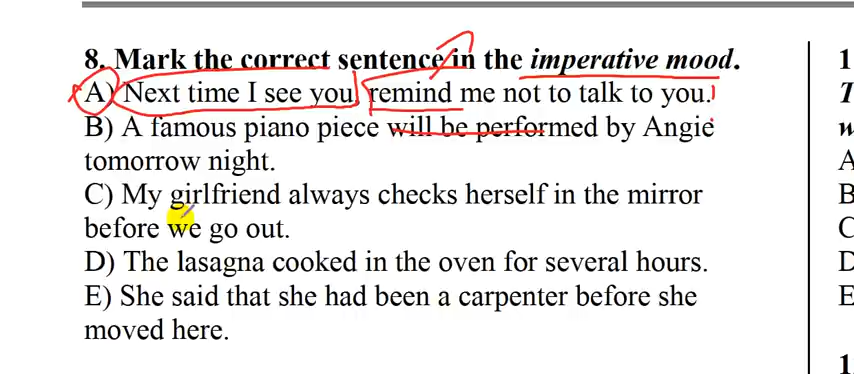 8. Mark the correct sentence in the imperative mood.
A) Next time I see you, remind me not to talk to you.
B) A famous piano piece will be performed by Angie
tomorrow night.
C) My girlfriend always checks herself in the mirror
before we go out.
D) The lasagna cooked in the oven for several hours.
E) She said that she had been a carpenter before she
moved here.
1
T
w
A
B
C
D
E
1